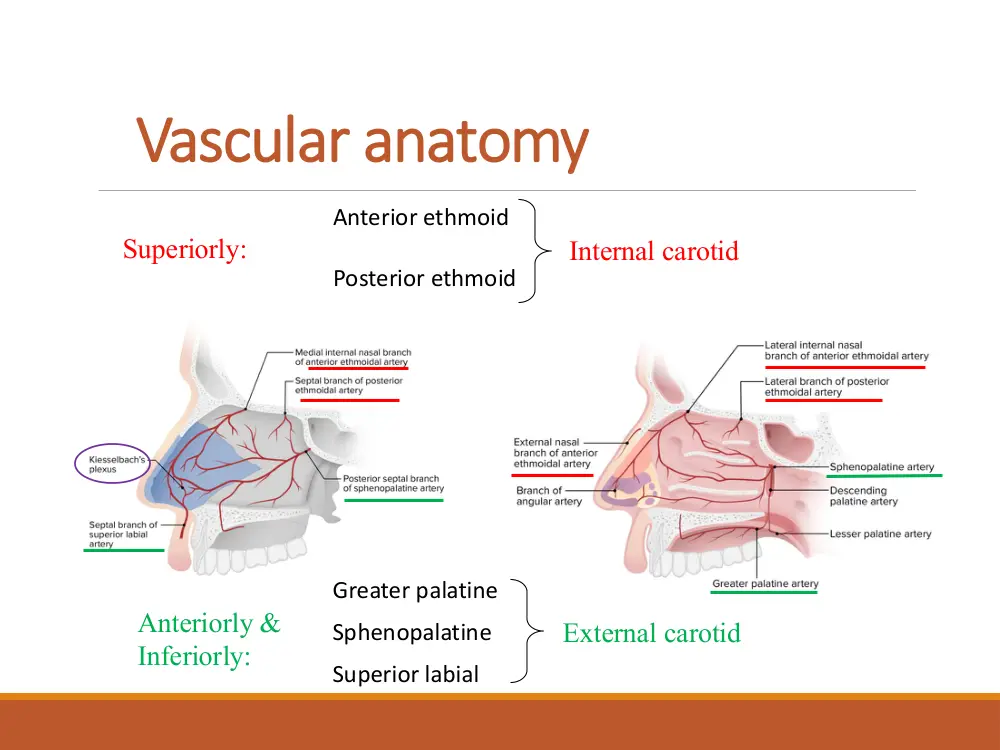 Vascular anatomy
Anterior ethmoid
Superiorly:
Internal carotid
Posterior ethmoid
Medial internal nasal branch
of anterior ethmoidal artery
Septal branch of posterior
ethmoidal artery
Kiesselbach's
plexus
Posterior septal branch
of sphenopalatine artery
Septal branch of
superior labial
artery
Lateral internal nasal
branch of anterior ethmoidal artery
Lateral branch of posterior
ethmoidal artery
External nasal
branch of anterior
ethmoidal artery
Branch of
angular artery
Sphenopalatine artery
Descending
palatine artery
Lesser palatine artery
Greater palatine artery
Greater palatine
Anteriorly &
Inferiorly:
Sphenopalatine
External carotid
Superior labial